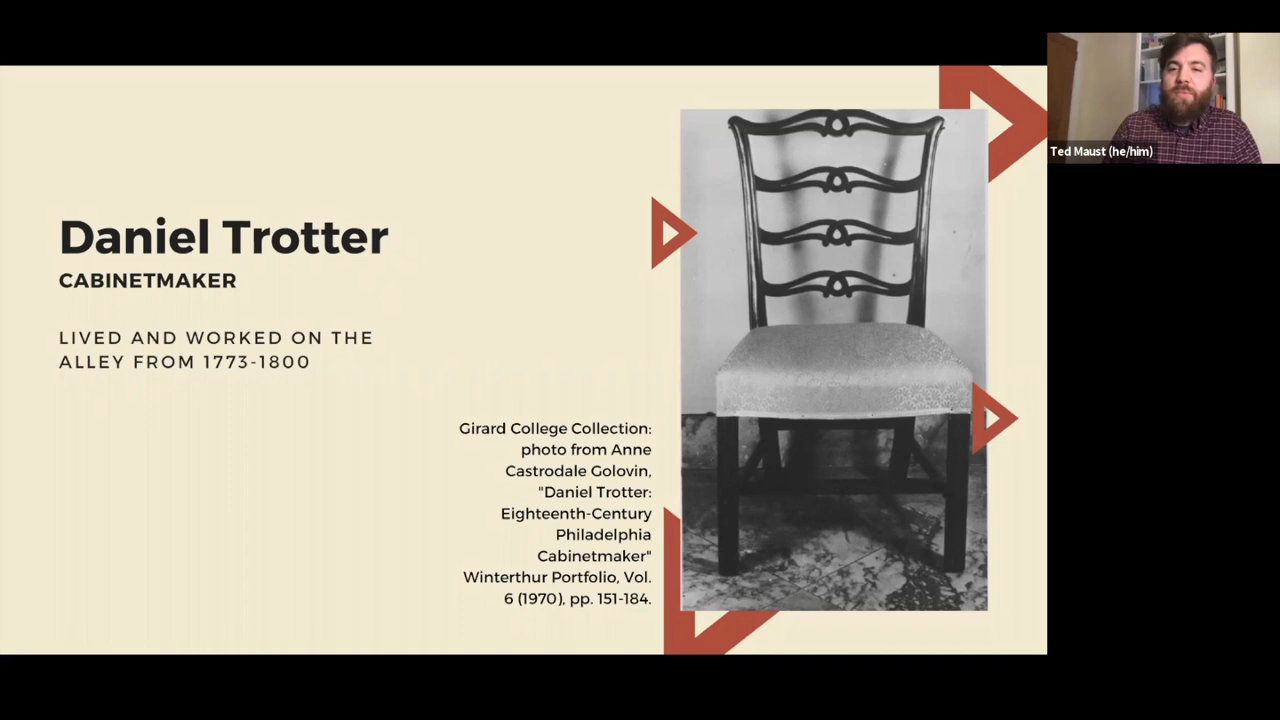 Daniel Trotter
CABINETMAKER
LIVED AND WORKED ON THE
ALLEY FROM 1773-1800
Girard College Collection:
photo from Anne
Castrodale Golovin,
"Daniel Trotter:
Eighteenth-Century
Philadelphia
Cabinetmaker"
Winterthur Portfolio, Vol.
6 (1970), pp. 151-184.
Ted Maust (he/him)